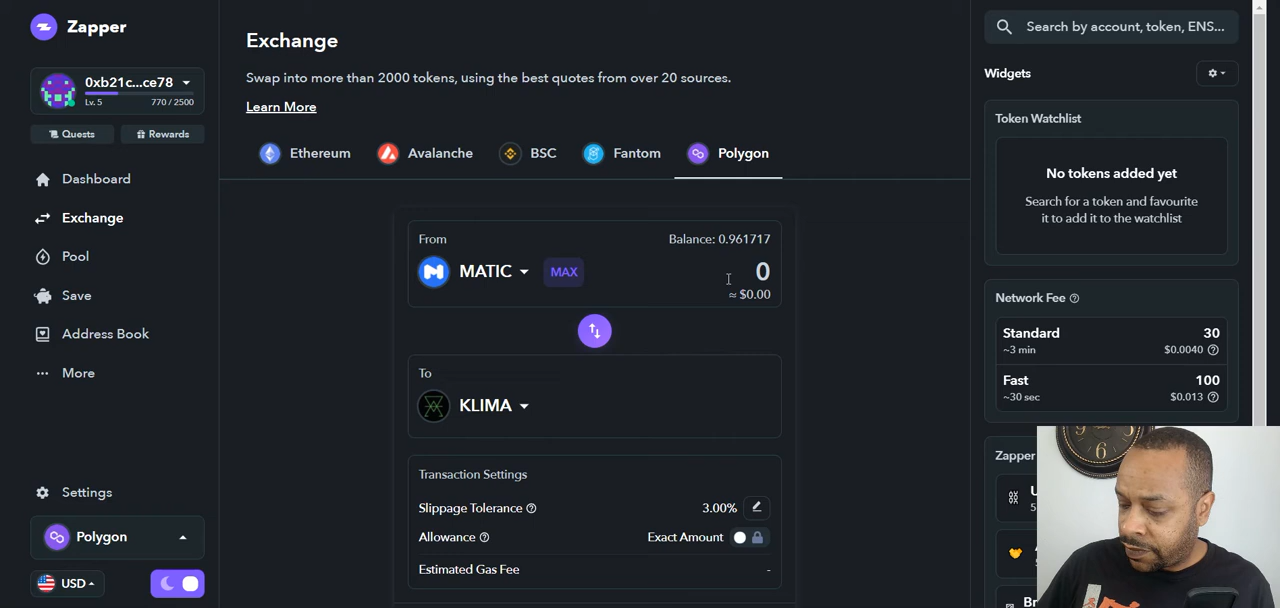 Zapper
0xb21c...ce78
Lv. 5 770 / 2500
Quests Rewards
Dashboard
Exchange
Pool
Save
Address Book
More
Settings
Polygon
USD
Exchange
Swap into more than 2000 tokens, using the best quotes from over 20 sources.
Learn More
Ethereum Avalanche BSC Fantom Polygon
From Balance: 0.961717
MATIC MAX 0
≈ $0.00
To
KLIMA
Transaction Settings
Slippage Tolerance 3.00%
Allowance Exact Amount
Estimated Gas Fee -
Search by account, token, ENS...
Widgets
Token Watchlist
No tokens added yet
Search for a token and favourite
it to add it to the watchlist
Network Fee
Standard 30
~3 min $0.0040
Fast 100
~30 sec $0.013
Zapper
6